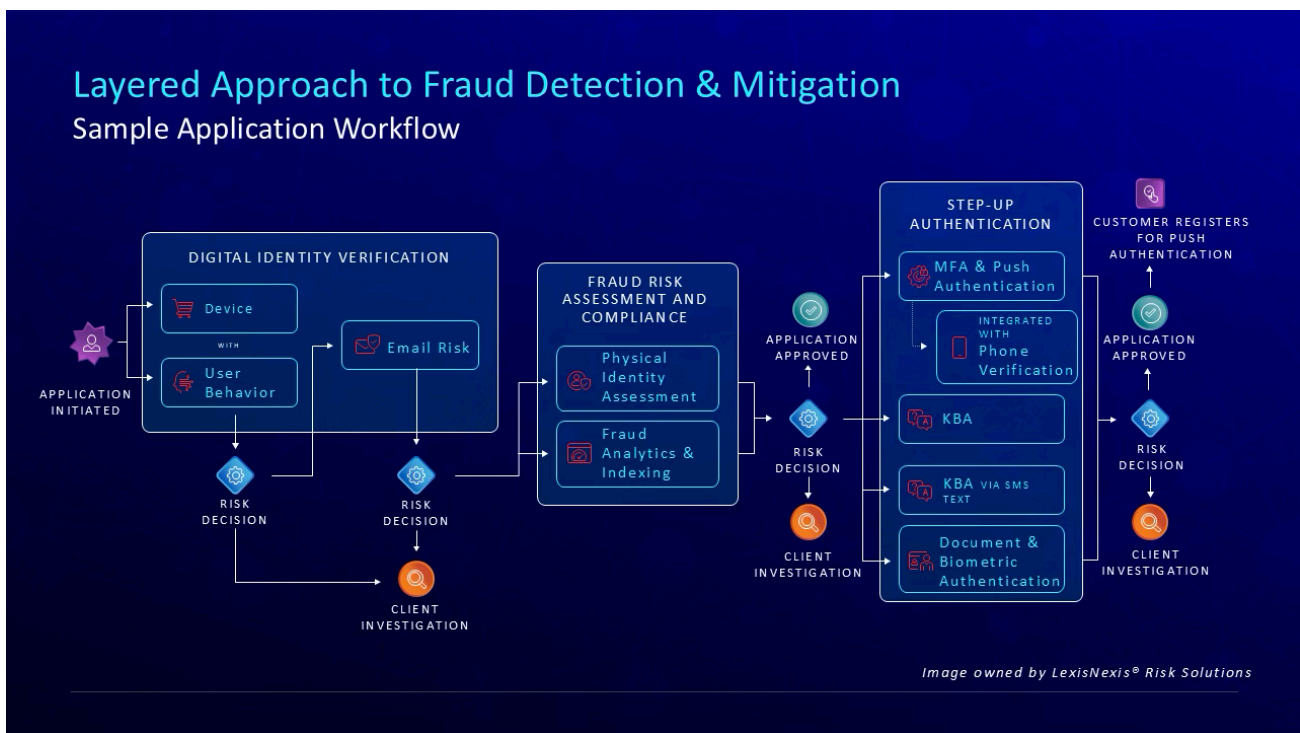 Layered Approach to Fraud Detection & Mitigation
Sample Application Workflow
APPLICATION
INITIATED
DIGITAL IDENTITY VERIFICATION
Device
WITH
User
Behavior
Email Risk
RISK
DECISION
RISK
DECISION
CLIENT
INVESTIGATION
FRAUD RISK
ASSESSMENT AND
COMPLIANCE
Physical
Identity
Assessment
Fraud
Analytics &
Indexing
APPLICATION
APPROVED
RISK
DECISION
CLIENT
INVESTIGATION
STEP-UP
AUTHENTICATION
MFA & Push
Authentication
INTEGRATED
WITH
Phone
Verification
KBA
KBA VIA SMS
TEXT
Document &
Biometric
Authentication
CUSTOMER REGISTERS
FOR PUSH
AUTHENTICATION
APPLICATION
APPROVED
RISK
DECISION
CLIENT
INVESTIGATION
Image owned by LexisNexis® Risk Solutions